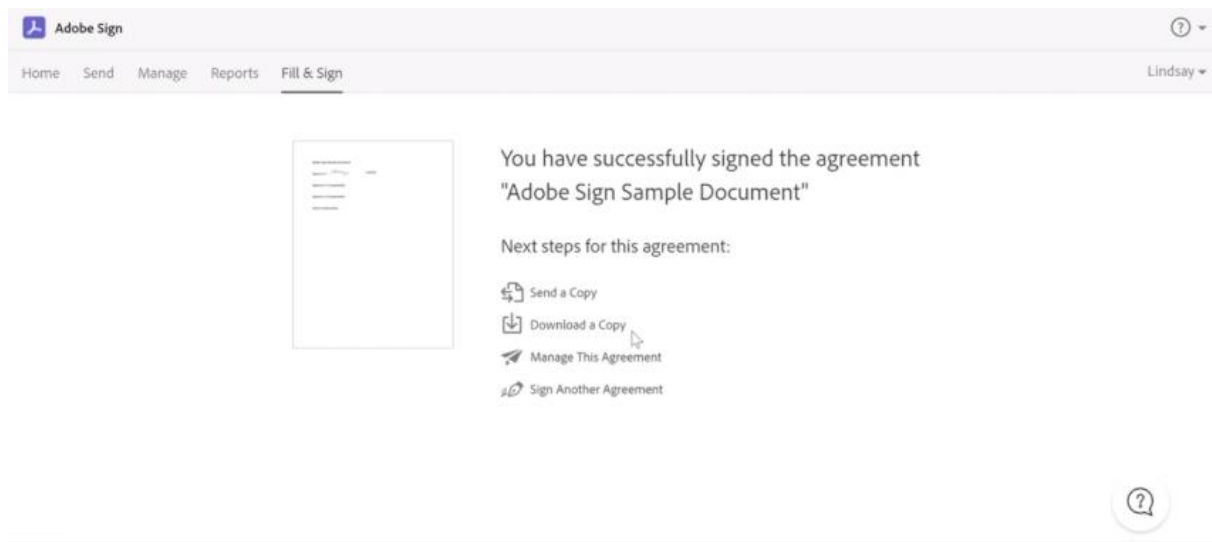 Adobe Sign
Home Send Manage Reports Fill & Sign Lindsay
You have successfully signed the agreement
"Adobe Sign Sample Document"
Next steps for this agreement:
Send a Copy
Download a Copy
Manage This Agreement
Sign Another Agreement